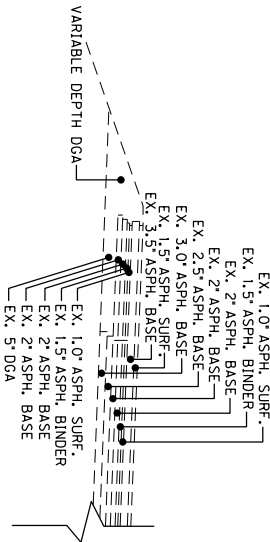 VARIABLE DEPTH DGA
EX. 1.0" ASPH. SURF.
EX. 1.5" ASPH. BINDER
EX. 2" ASPH. BASE
EX. 2" ASPH. BASE
EX. 2.5" ASPH. BASE
EX. 3.0" ASPH. BASE
EX. 1.5" ASPH. SURF.
EX. 3.5" ASPH. BASE
EX. 1.0" ASPH. SURF.
EX. 1.5" ASPH. BINDER
EX. 2" ASPH. BASE
EX. 2" ASPH. BASE
EX. 5" DGA